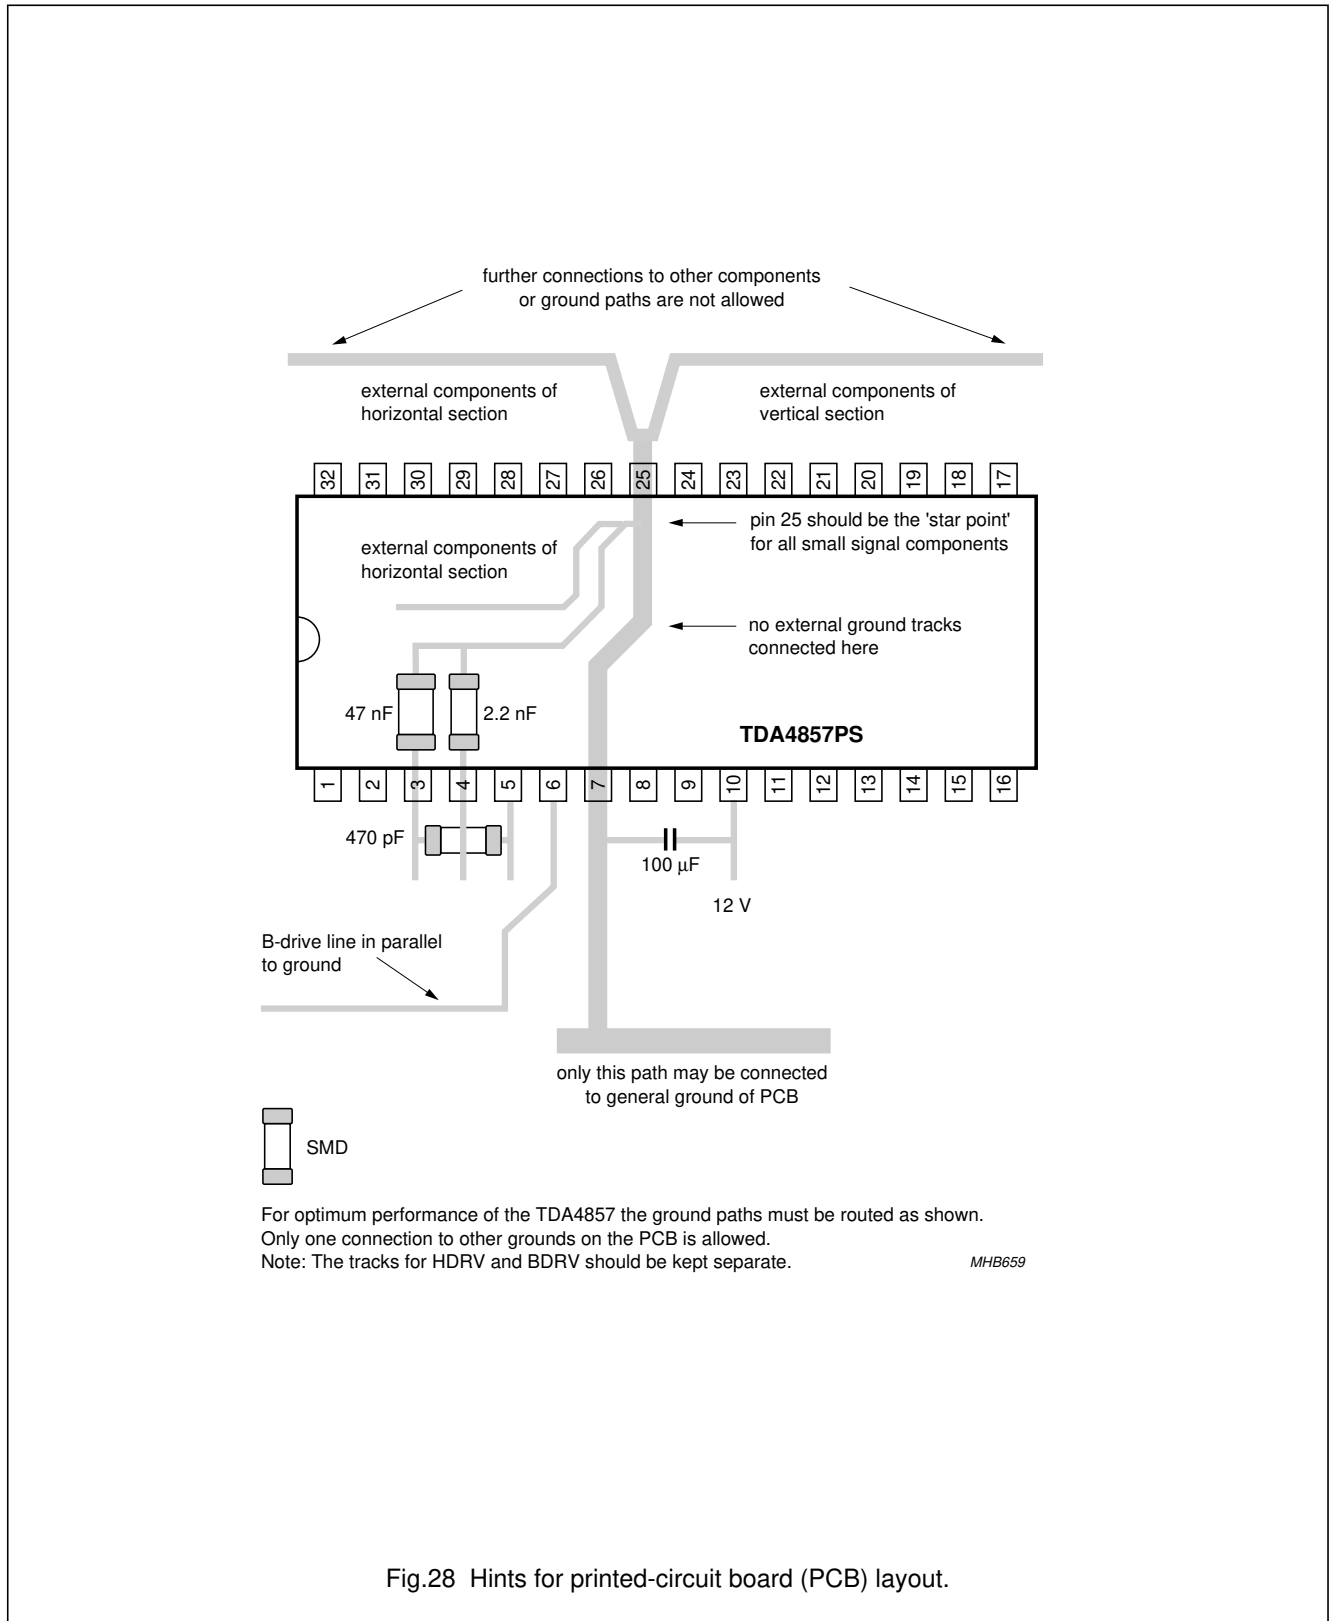 further connections to other components
or ground paths are not allowed
external components of
horizontal section
external components of
vertical section
32 31 30 29 28 27 26 25 24 23 22 21 20 19 18 17
pin 25 should be the 'star point'
for all small signal components
external components of
horizontal section
no external ground tracks
connected here
47 nF
2.2 nF
TDA4857PS
1 2 3 4 5 6 7 8 9 10 11 12 13 14 15 16
470 pF
100 μF
12 V
B-drive line in parallel
to ground
only this path may be connected
to general ground of PCB
SMD
For optimum performance of the TDA4857 the ground paths must be routed as shown.
Only one connection to other grounds on the PCB is allowed.
Note: The tracks for HDRV and BDRV should be kept separate.
MHB659
Fig.28 Hints for printed-circuit board (PCB) layout.